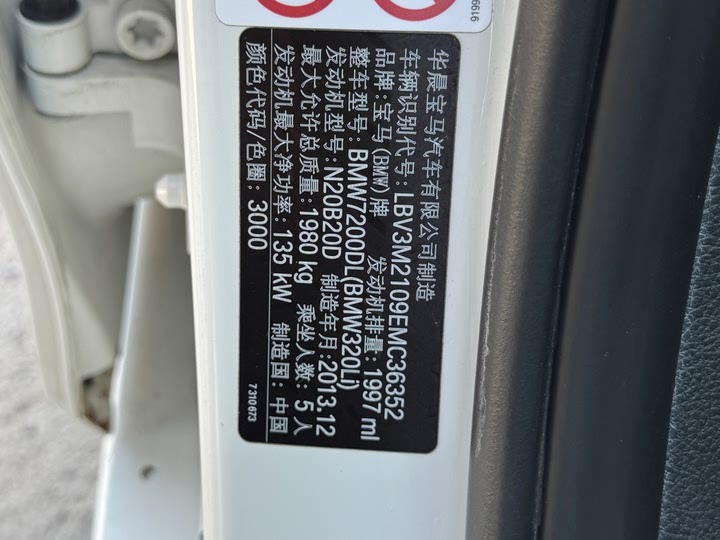 华晨宝马汽车有限公司制造
车辆识别代号: LBV3M2109EMC36352
品牌: 宝马(BMW)牌 发动机排量: 1997 ml
整车型号: BMW7200DL(BMW320Li)
发动机型号: N20B20D 制造年月: 2013.12
最大允许总质量: 1980 kg 乘坐人数: 5 人
发动机最大净功率: 135 kW 制造国: 中国
颜色代码/色圈: 3000
7 310 673